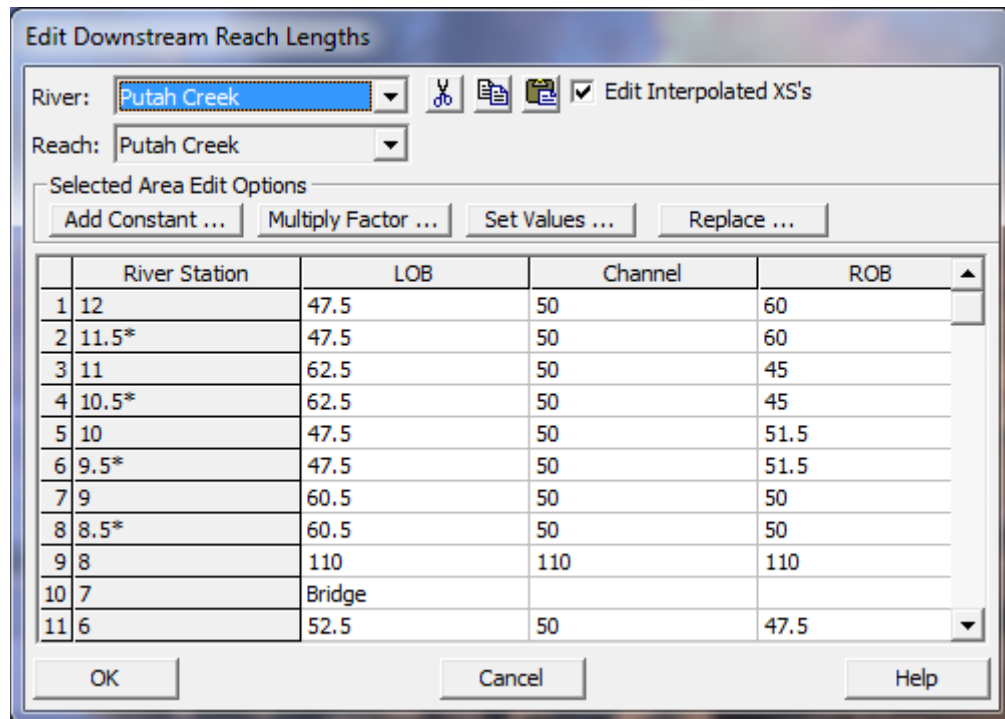 Edit Downstream Reach Lengths
River: Putah Creek Edit Interpolated XS's
Reach: Putah Creek
Selected Area Edit Options
Add Constant ... Multiply Factor ... Set Values ... Replace ...
River Station LOB Channel ROB
1 12 47.5 50 60
2 11.5* 47.5 50 60
3 11 62.5 50 45
4 10.5* 62.5 50 45
5 10 47.5 50 51.5
6 9.5* 47.5 50 51.5
7 9 60.5 50 50
8 8.5* 60.5 50 50
9 8 110 110 110
10 7 Bridge
11 6 52.5 50 47.5
OK Cancel Help